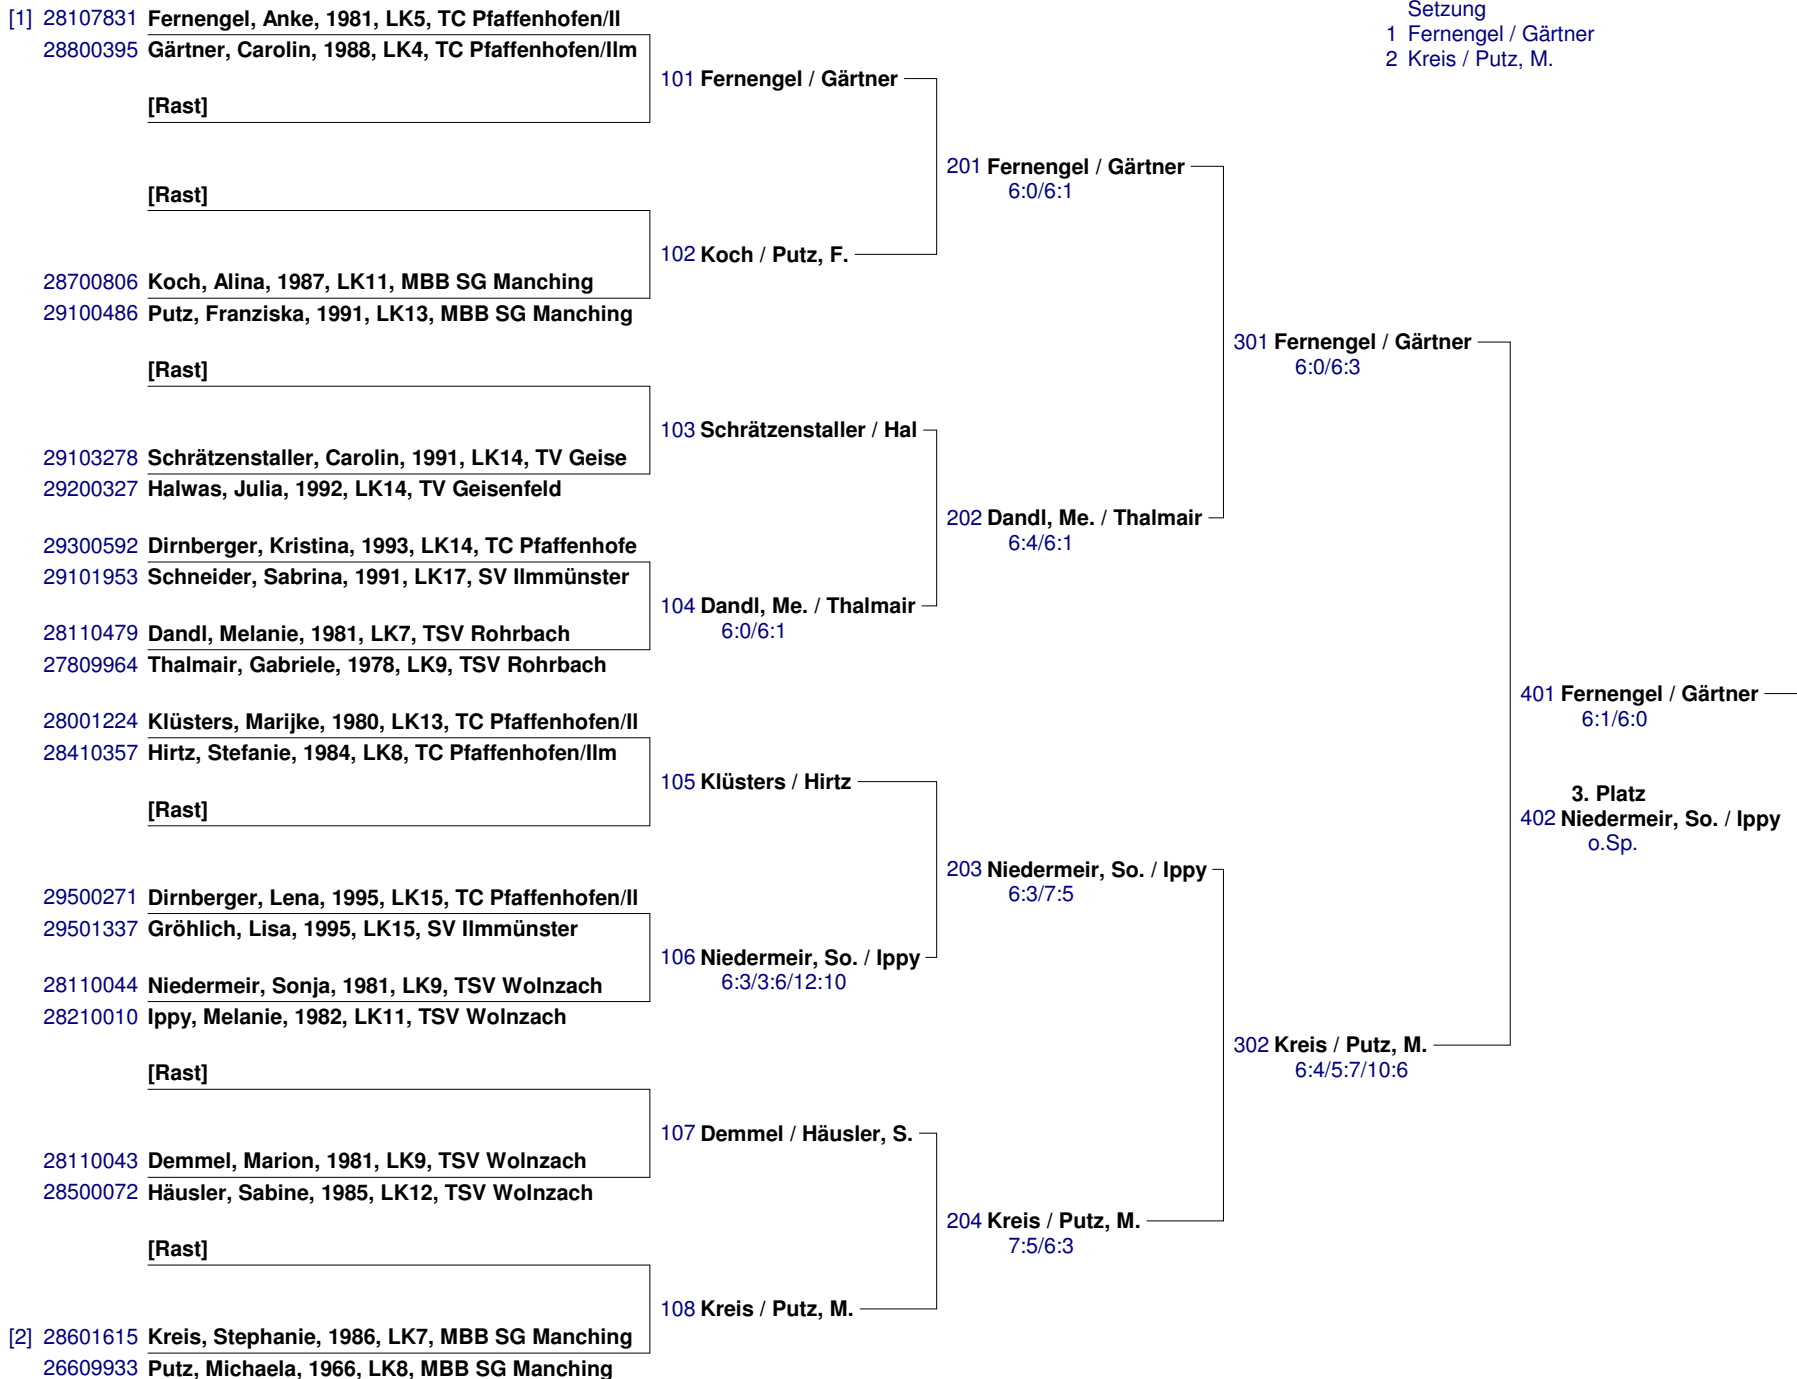 Setzung
1 Fernengel / Gärtner
2 Kreis / Putz, M.
[1] 28107831 Fernengel, Anke, 1981, LK5, TC Pfaffenhofen/Il
28800395 Gärtner, Carolin, 1988, LK4, TC Pfaffenhofen/Ilm
101 Fernengel / Gärtner
[Rast]
201 Fernengel / Gärtner
6:0/6:1
[Rast]
102 Koch / Putz, F.
28700806 Koch, Alina, 1987, LK11, MBB SG Manching
29100486 Putz, Franziska, 1991, LK13, MBB SG Manching
301 Fernengel / Gärtner
6:0/6:3
[Rast]
103 Schrätzenstaller / Hal
29103278 Schrätzenstaller, Carolin, 1991, LK14, TV Geise
29200327 Halwas, Julia, 1992, LK14, TV Geisenfeld
202 Dandl, Me. / Thalmair
6:4/6:1
29300592 Dirnberger, Kristina, 1993, LK14, TC Pfaffenhofe
29101953 Schneider, Sabrina, 1991, LK17, SV Ilmmünster
104 Dandl, Me. / Thalmair
6:0/6:1
28110479 Dandl, Melanie, 1981, LK7, TSV Rohrbach
27809964 Thalmair, Gabriele, 1978, LK9, TSV Rohrbach
401 Fernengel / Gärtner
6:1/6:0
28001224 Klüsters, Marijke, 1980, LK13, TC Pfaffenhofen/Il
28410357 Hirtz, Stefanie, 1984, LK8, TC Pfaffenhofen/Ilm
105 Klüsters / Hirtz
3. Platz
402 Niedermeir, So. / Ippy
o.Sp.
[Rast]
203 Niedermeir, So. / Ippy
6:3/7:5
29500271 Dirnberger, Lena, 1995, LK15, TC Pfaffenhofen/Il
29501337 Gröhlich, Lisa, 1995, LK15, SV Ilmmünster
106 Niedermeir, So. / Ippy
6:3/3:6/12:10
28110044 Niedermeir, Sonja, 1981, LK9, TSV Wolnzach
28210010 Ippy, Melanie, 1982, LK11, TSV Wolnzach
302 Kreis / Putz, M.
6:4/5:7/10:6
[Rast]
107 Demmel / Häusler, S.
28110043 Demmel, Marion, 1981, LK9, TSV Wolnzach
28500072 Häusler, Sabine, 1985, LK12, TSV Wolnzach
204 Kreis / Putz, M.
7:5/6:3
[Rast]
108 Kreis / Putz, M.
[2] 28601615 Kreis, Stephanie, 1986, LK7, MBB SG Manching
26609933 Putz, Michaela, 1966, LK8, MBB SG Manching